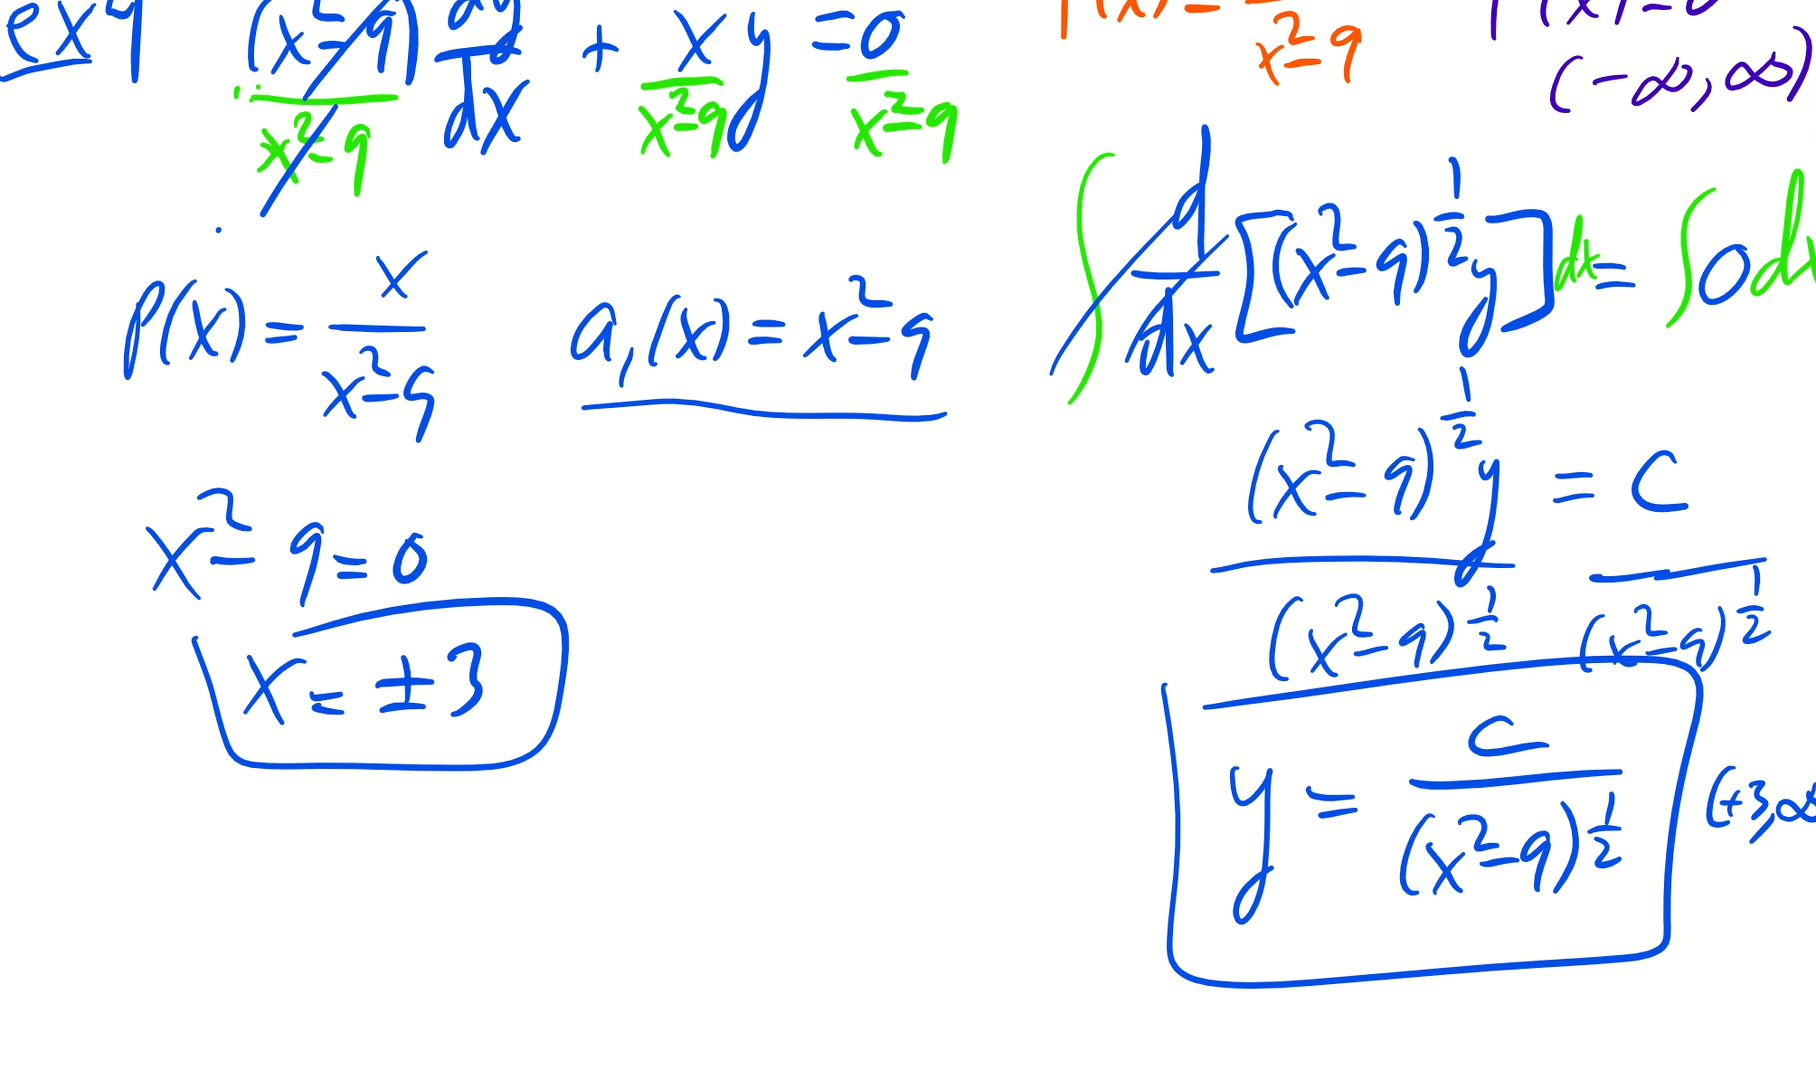 ex 4 (x²-9)/(x²-9) dy/dx + x/(x²-9) y = 0/(x²-9)
P(x) = x/(x²-9)   a₁(x) = x²-9
x²-9=0
x = ±3
x²-9
(-∞, ∞)
∫ d/dx [(x²-9)^(1/2) y] dx = ∫ 0 dx
(x²-9)^(1/2) y / (x²-9)^(1/2) = C / (x²-9)^(1/2)
y = C / (x²-9)^(1/2)   (+3, ∞